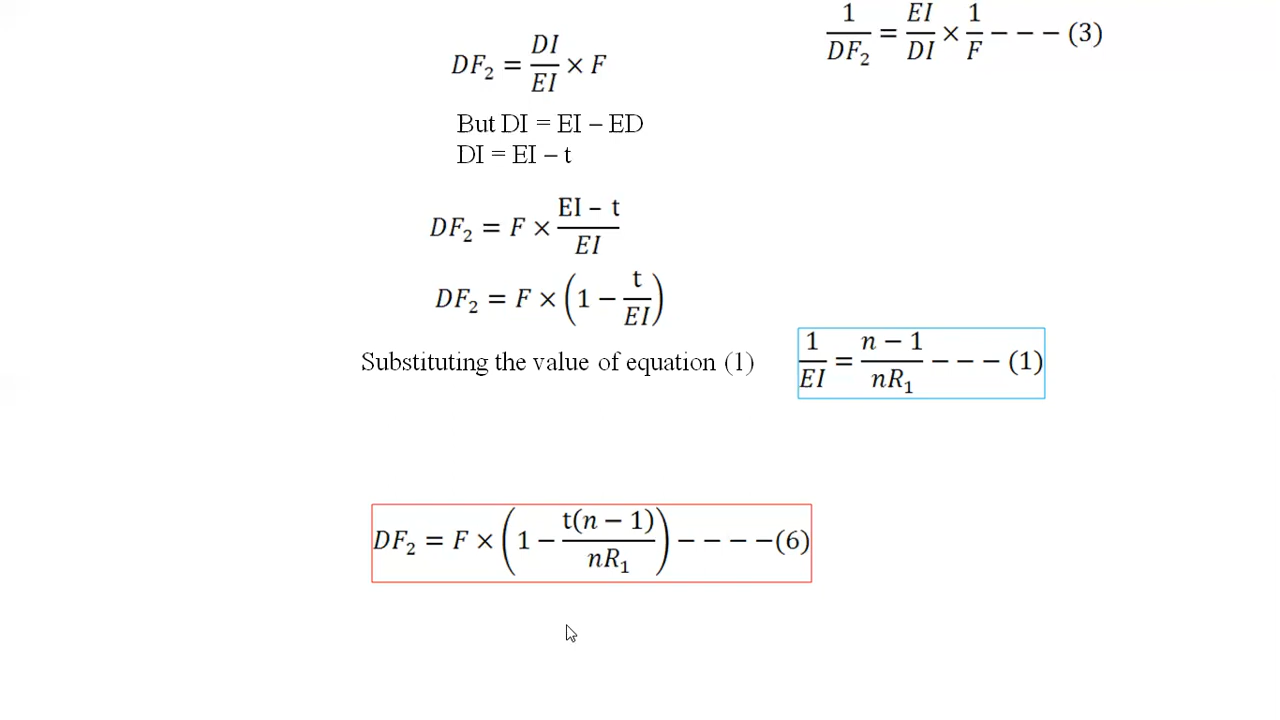 1/DF₂ = EI/DI × 1/F − − − (3)
DF₂ = DI/EI × F
But DI = EI – ED
DI = EI – t
DF₂ = F × (EI – t)/EI
DF₂ = F × (1 − t/EI)
Substituting the value of equation (1)
1/EI = (n − 1)/nR₁ − − − (1)
DF₂ = F × (1 − t(n − 1)/nR₁) − − − −(6)